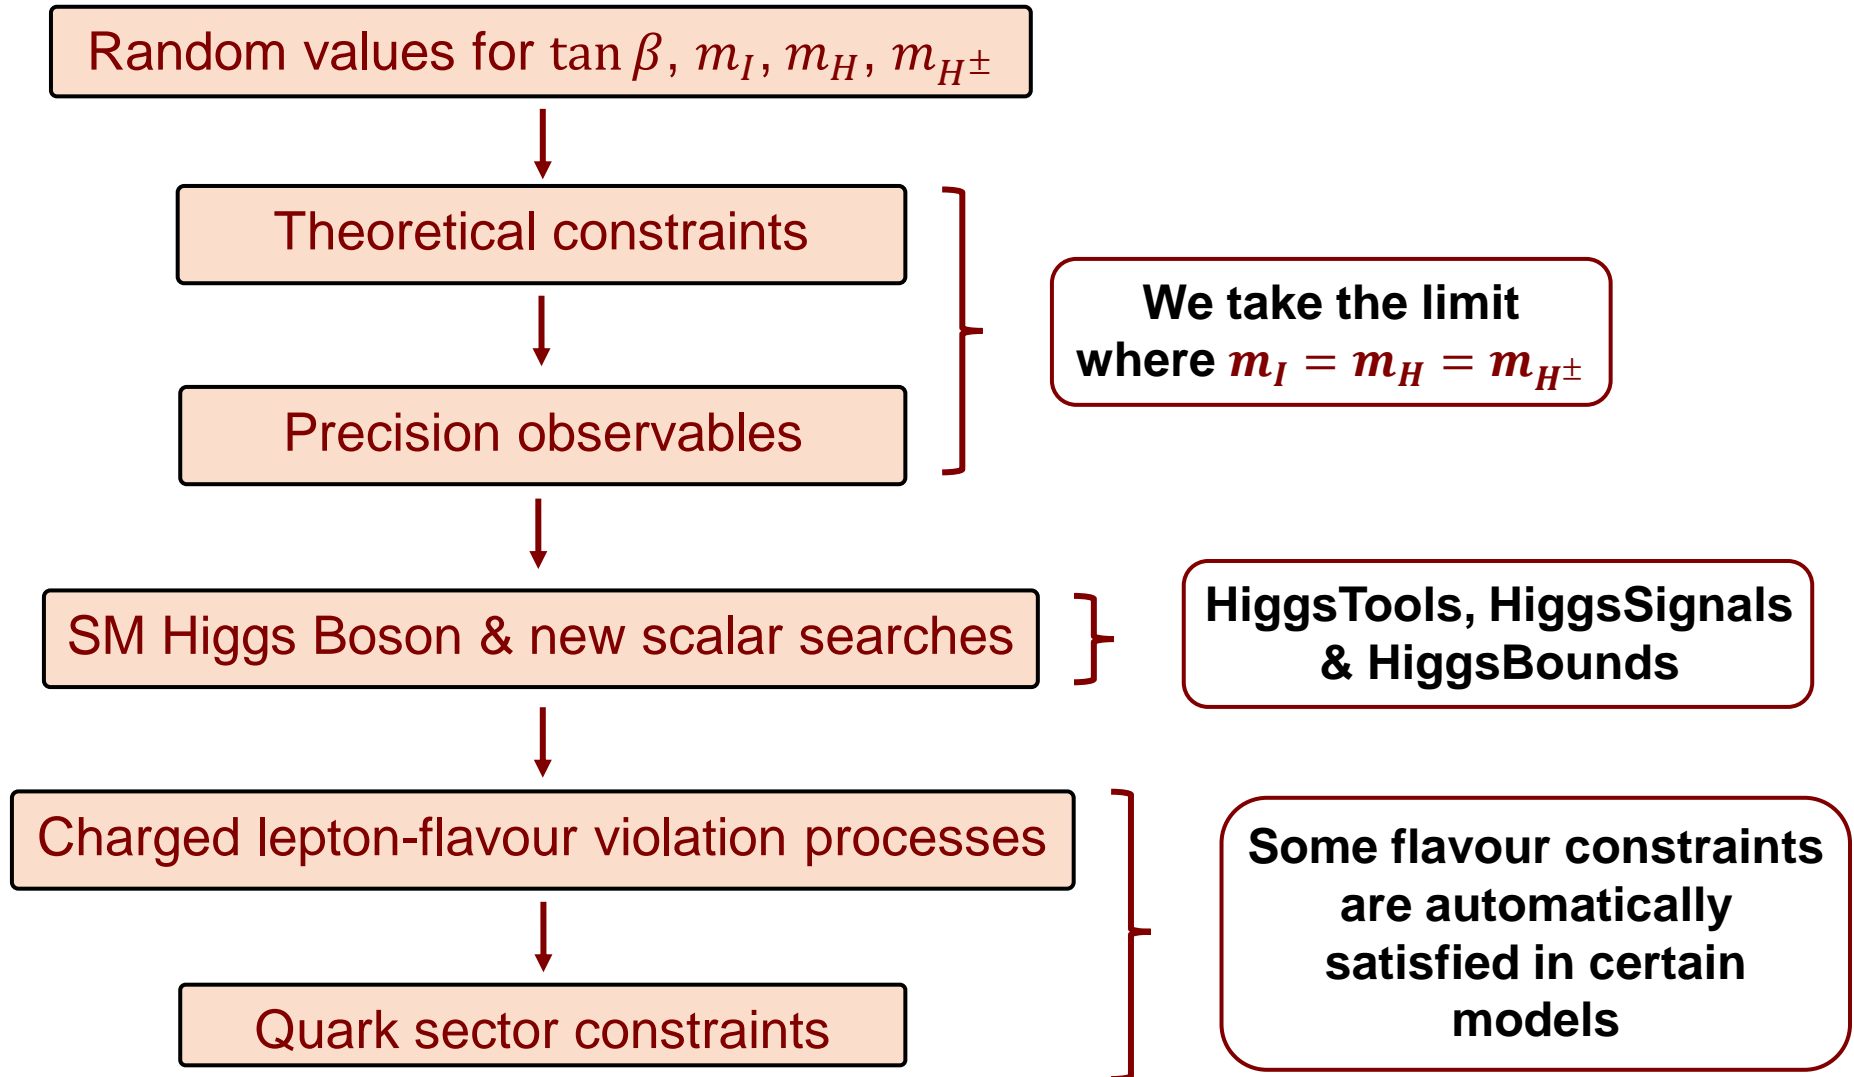 Random values for tan β, m_I, m_H, m_{H^±}
Theoretical constraints
We take the limit
where m_I = m_H = m_{H^±}
Precision observables
SM Higgs Boson & new scalar searches
HiggsTools, HiggsSignals
& HiggsBounds
Charged lepton-flavour violation processes
Some flavour constraints
are automatically
satisfied in certain
models
Quark sector constraints